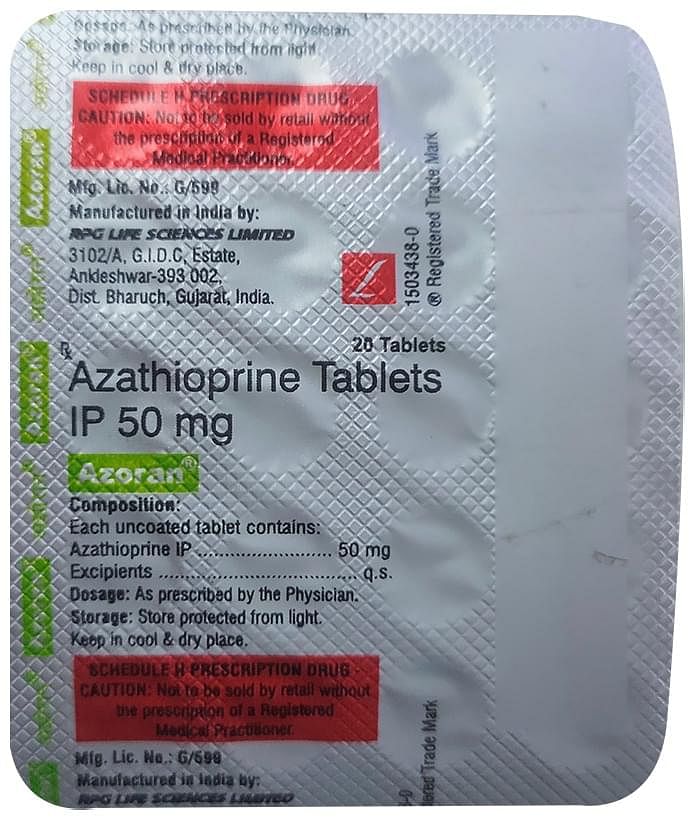 Dosage: As prescribed by the Physician.
Storage: Store protected from light.
Keep in cool & dry place.
SCHEDULE H PRESCRIPTION DRUG
CAUTION: Not to be sold by retail without
the prescription of a Registered
Medical Practitioner.
Mfg. Lic. No.: G/599
Manufactured in India by:
RPG LIFE SCIENCES LIMITED
3102/A, G.I.D.C, Estate,
Ankleshwar-393 002,
Dist. Bharuch, Gujarat, India.
1503438-0
® Registered Trade Mark
Azoran®
Azoran®
20 Tablets
Rx
Azathioprine Tablets
IP 50 mg
Azoran®
Composition:
Each uncoated tablet contains:
Azathioprine IP ........................ 50 mg
Excipients .................................... q.s.
Dosage: As prescribed by the Physician.
Storage: Store protected from light.
Keep in cool & dry place.
SCHEDULE H PRESCRIPTION DRUG
CAUTION: Not to be sold by retail without
the prescription of a Registered
Medical Practitioner.
Mfg. Lic. No.: G/599
Manufactured in India by:
RPG LIFE SCIENCES LIMITED
Trade Mark